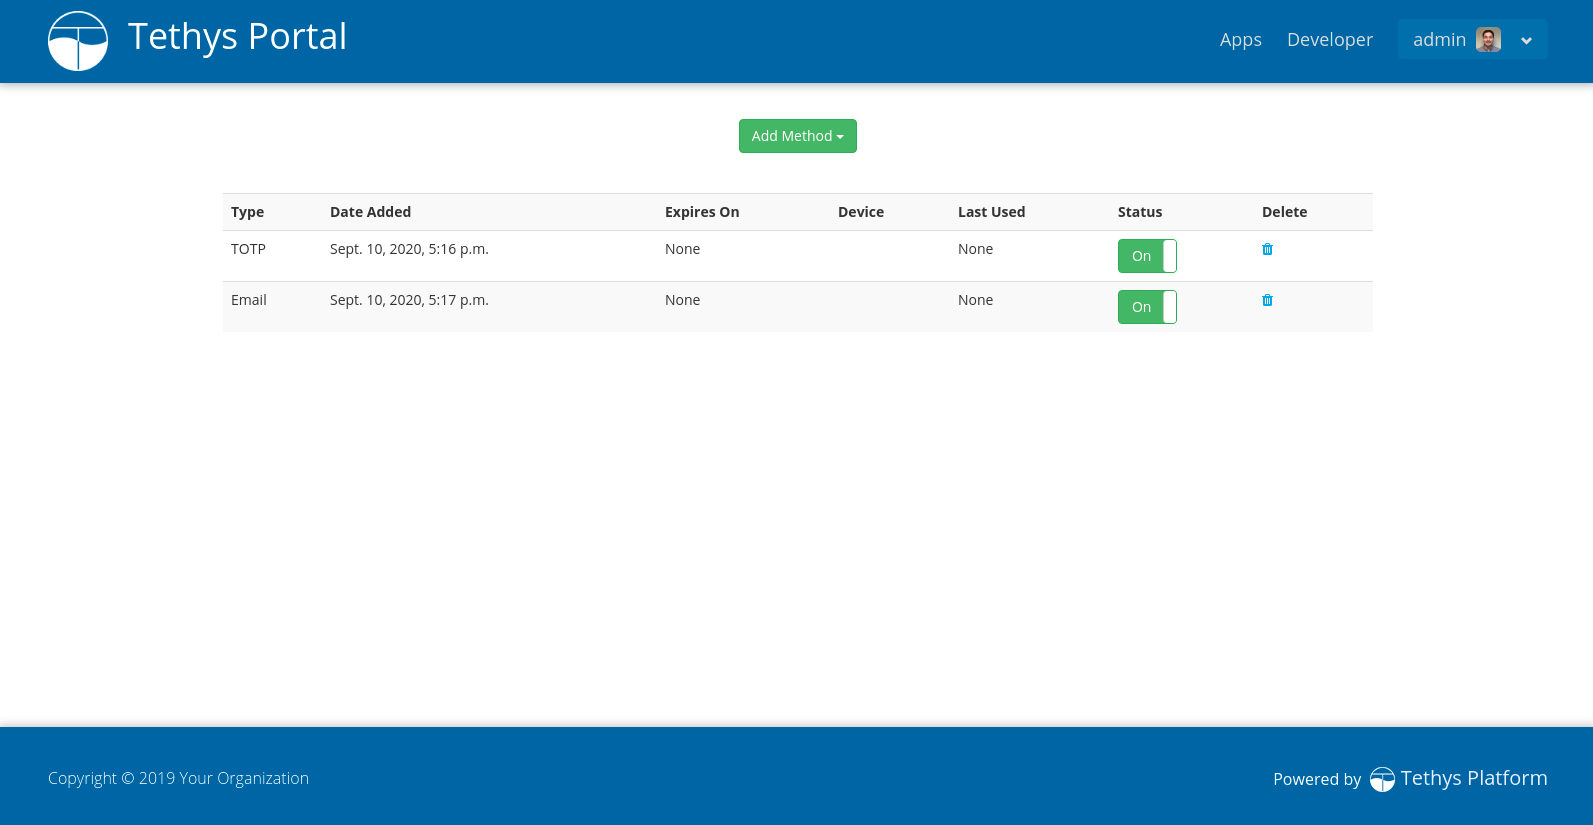 Tethys Portal
Apps Developer admin
Add Method
Type Date Added Expires On Device Last Used Status Delete
TOTP Sept. 10, 2020, 5:16 p.m. None None On
Email Sept. 10, 2020, 5:17 p.m. None None On
Copyright © 2019 Your Organization
Powered by Tethys Platform